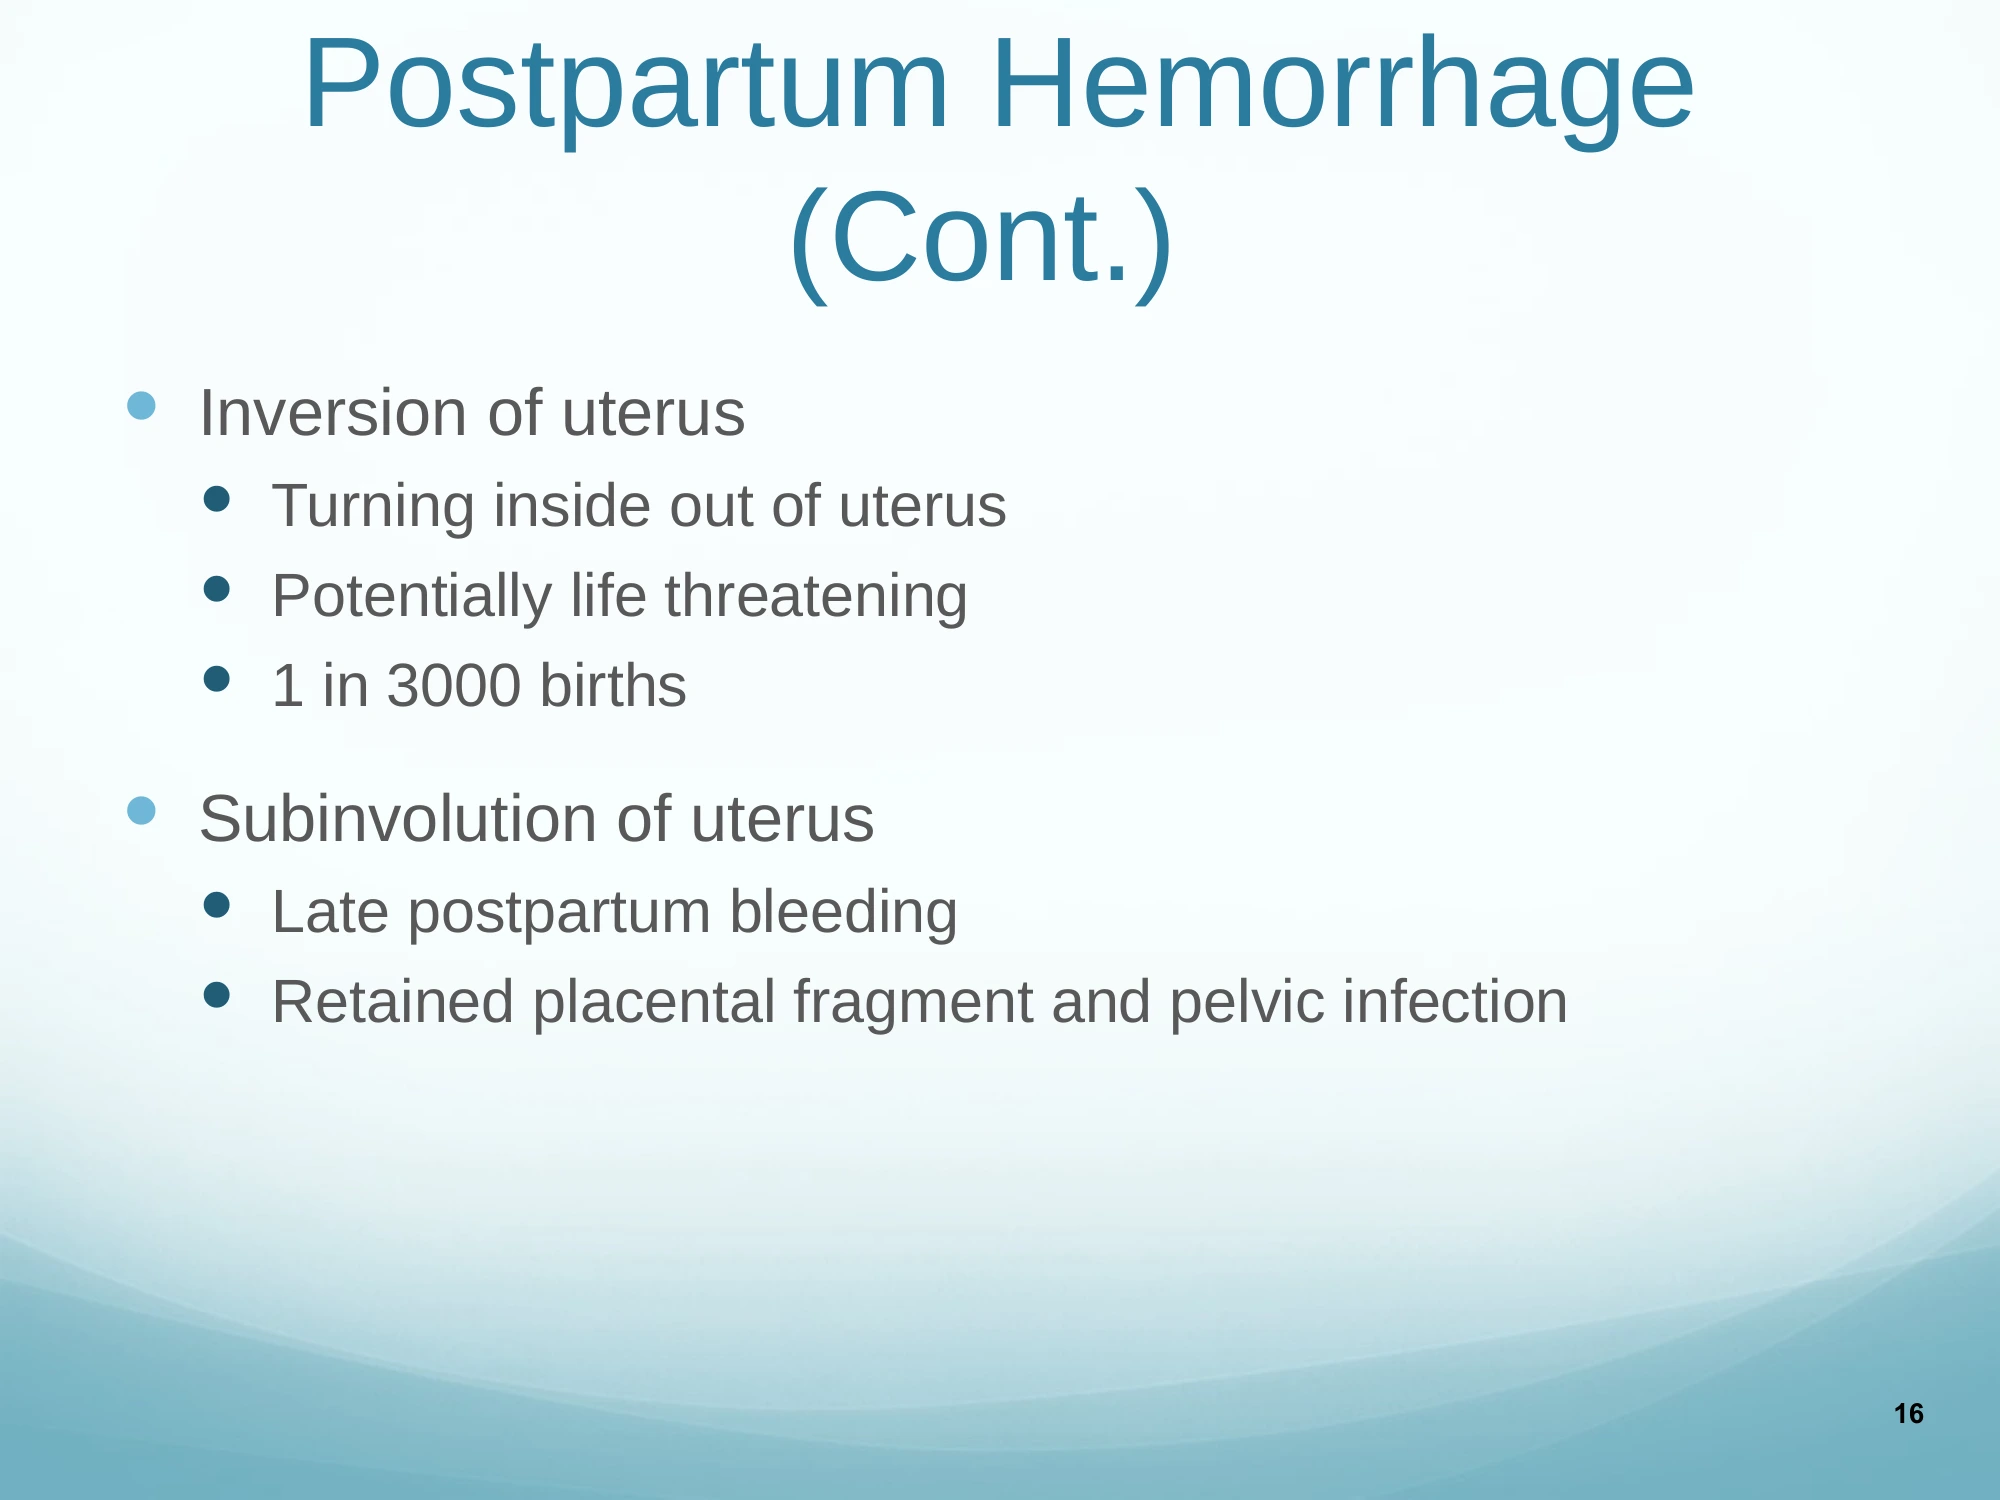 Postpartum Hemorrhage
(Cont.)
Inversion of uterus
Turning inside out of uterus
Potentially life threatening
1 in 3000 births
Subinvolution of uterus
Late postpartum bleeding
Retained placental fragment and pelvic infection
16